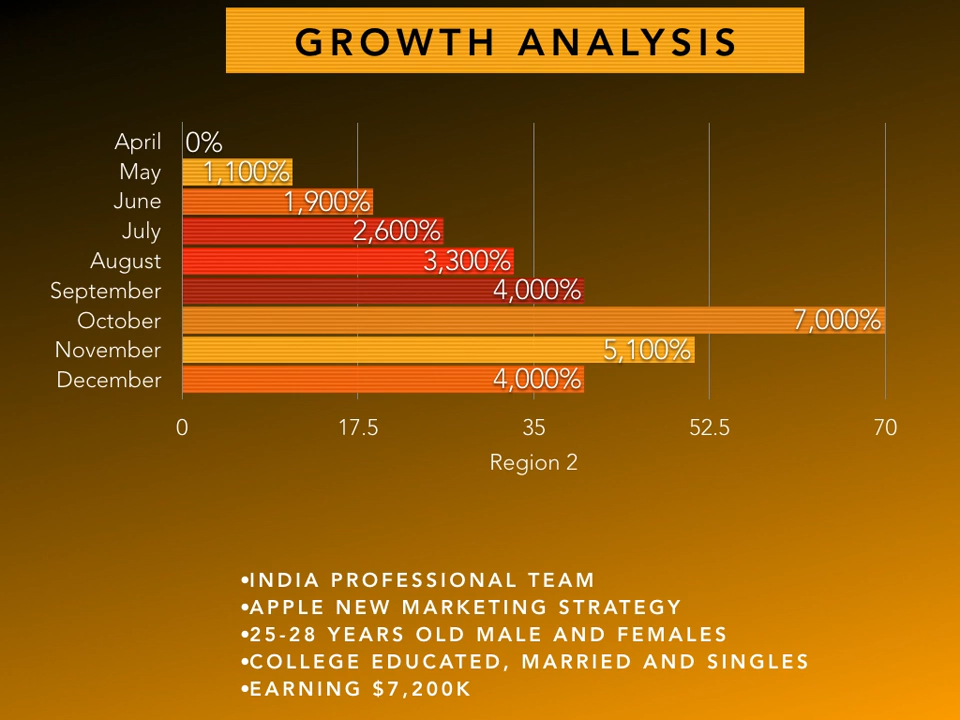 GROWTH ANALYSIS
April 0%
May 1,100%
June 1,900%
July 2,600%
August 3,300%
September 4,000%
October 7,000%
November 5,100%
December 4,000%
0 17.5 35 52.5 70
Region 2
•INDIA PROFESSIONAL TEAM
•APPLE NEW MARKETING STRATEGY
•25-28 YEARS OLD MALE AND FEMALES
•COLLEGE EDUCATED, MARRIED AND SINGLES
•EARNING $7,200K